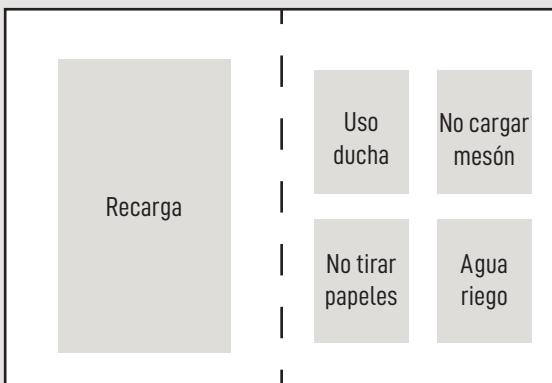 Recarga
Uso
ducha
No cargar
mesón
No tirar
papeles
Agua
riego